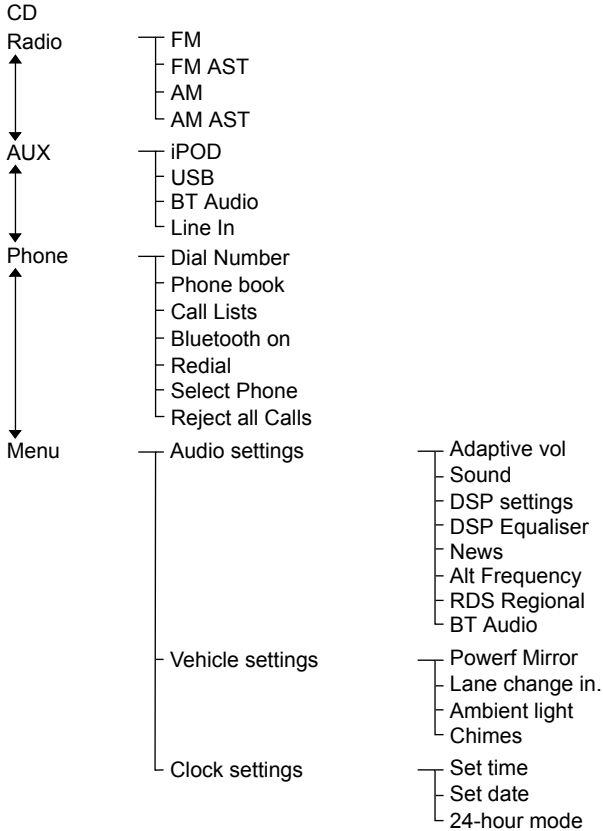 CD
Radio
FM
FM AST
AM
AM AST
AUX
iPOD
USB
BT Audio
Line In
Phone
Dial Number
Phone book
Call Lists
Bluetooth on
Redial
Select Phone
Reject all Calls
Menu
Audio settings
Adaptive vol
Sound
DSP settings
DSP Equaliser
News
Alt Frequency
RDS Regional
BT Audio
Vehicle settings
Powerf Mirror
Lane change in.
Ambient light
Chimes
Clock settings
Set time
Set date
24-hour mode